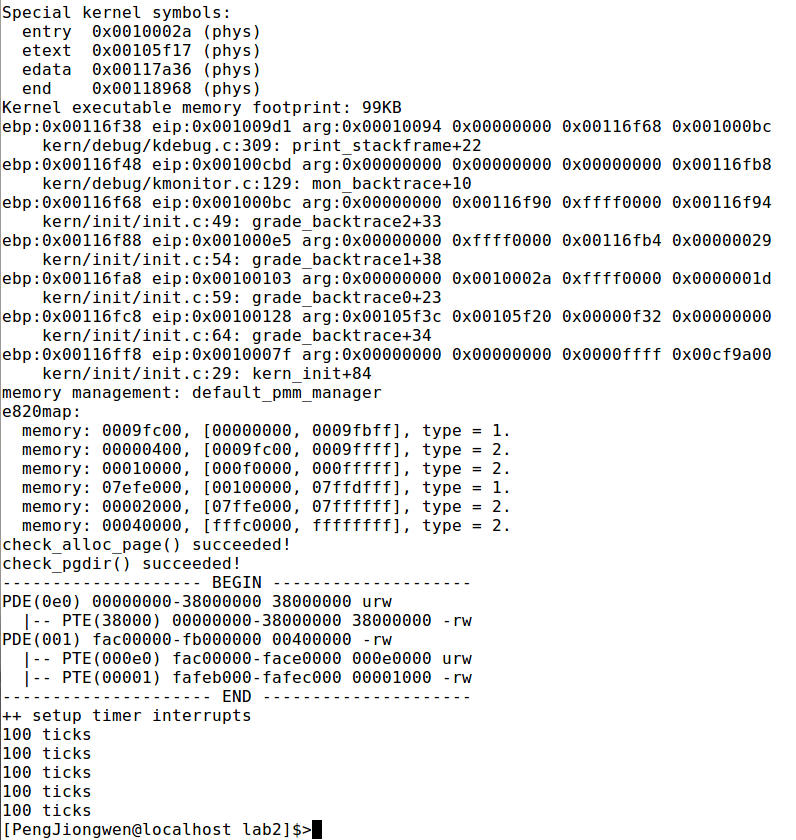 Special kernel symbols:
  entry  0x0010002a (phys)
  etext  0x00105f17 (phys)
  edata  0x00117a36 (phys)
  end    0x00118968 (phys)
Kernel executable memory footprint: 99KB
ebp:0x00116f38 eip:0x001009d1 arg:0x00010094 0x00000000 0x00116f68 0x001000bc
    kern/debug/kdebug.c:309: print_stackframe+22
ebp:0x00116f48 eip:0x00100cbd arg:0x00000000 0x00000000 0x00000000 0x00116fb8
    kern/debug/kmonitor.c:129: mon_backtrace+10
ebp:0x00116f68 eip:0x001000bc arg:0x00000000 0x00116f90 0xffff0000 0x00116f94
    kern/init/init.c:49: grade_backtrace2+33
ebp:0x00116f88 eip:0x001000e5 arg:0x00000000 0xffff0000 0x00116fb4 0x00000029
    kern/init/init.c:54: grade_backtrace1+38
ebp:0x00116fa8 eip:0x00100103 arg:0x00000000 0x0010002a 0xffff0000 0x0000001d
    kern/init/init.c:59: grade_backtrace0+23
ebp:0x00116fc8 eip:0x00100128 arg:0x00105f3c 0x00105f20 0x00000f32 0x00000000
    kern/init/init.c:64: grade_backtrace+34
ebp:0x00116ff8 eip:0x0010007f arg:0x00000000 0x00000000 0x0000ffff 0x00cf9a00
    kern/init/init.c:29: kern_init+84
memory management: default_pmm_manager
e820map:
  memory: 0009fc00, [00000000, 0009fbff], type = 1.
  memory: 00000400, [0009fc00, 0009ffff], type = 2.
  memory: 00010000, [000f0000, 000fffff], type = 2.
  memory: 07efe000, [00100000, 07ffdfff], type = 1.
  memory: 00002000, [07ffe000, 07ffffff], type = 2.
  memory: 00040000, [fffc0000, ffffffff], type = 2.
check_alloc_page() succeeded!
check_pgdir() succeeded!
-------------------- BEGIN --------------------
PDE(0e0) 00000000-38000000 38000000 urw
  |-- PTE(38000) 00000000-38000000 38000000 -rw
PDE(001) fac00000-fb000000 00400000 -rw
  |-- PTE(000e0) fac00000-face0000 000e0000 urw
  |-- PTE(00001) fafeb000-fafec000 00001000 -rw
--------------------- END ---------------------
++ setup timer interrupts
100 ticks
100 ticks
100 ticks
100 ticks
100 ticks
[PengJiongwen@localhost lab2]$>